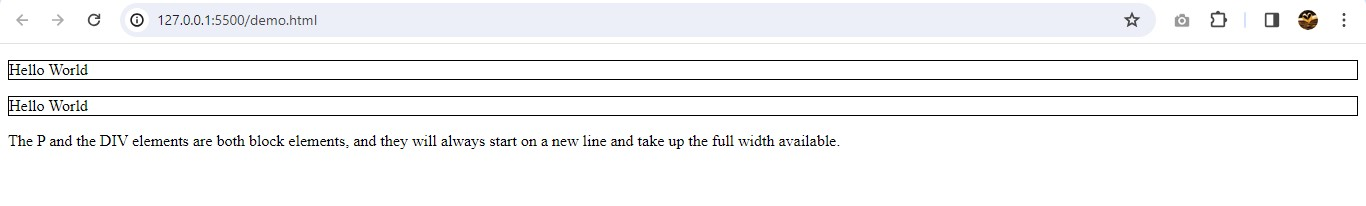 127.0.0.1:5500/demo.html
Hello World
Hello World
The P and the DIV elements are both block elements, and they will always start on a new line and take up the full width available.